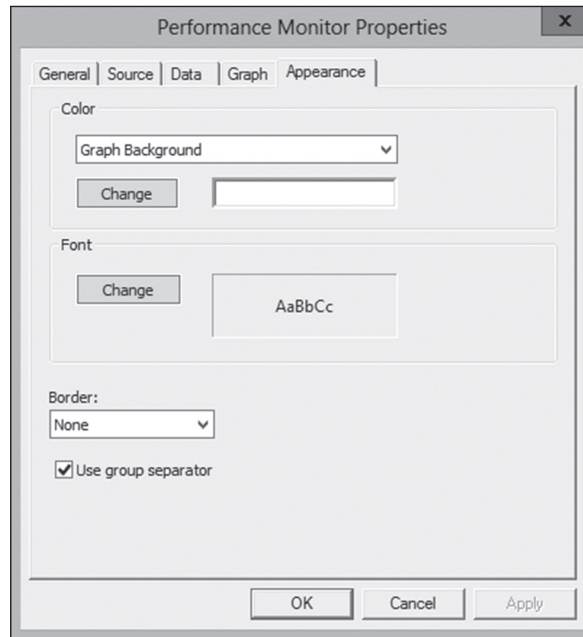 Performance Monitor Properties
x
General Source Data Graph Appearance
Color
Graph Background
Change
Font
Change
AaBbCc
Border:
None
Use group separator
OK Cancel Apply